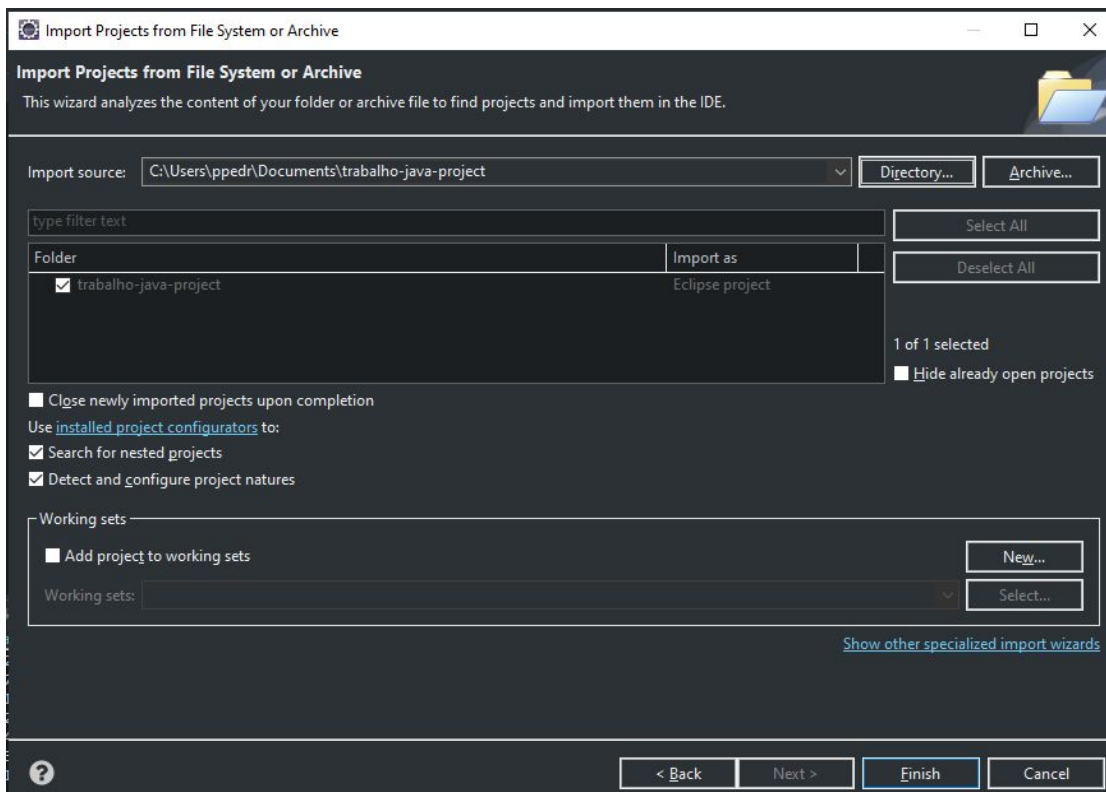 Import Projects from File System or Archive
Import Projects from File System or Archive
This wizard analyzes the content of your folder or archive file to find projects and import them in the IDE.
Import source: C:\Users\ppedr\Documents\trabalho-java-project Directory... Archive...
type filter text Select All
Folder Import as Deselect All
trabalho-java-project Eclipse project
1 of 1 selected
Hide already open projects
Close newly imported projects upon completion
Use installed project configurators to:
Search for nested projects
Detect and configure project natures
Working sets
Add project to working sets New...
Working sets: Select...
Show other specialized import wizards
? < Back Next > Finish Cancel